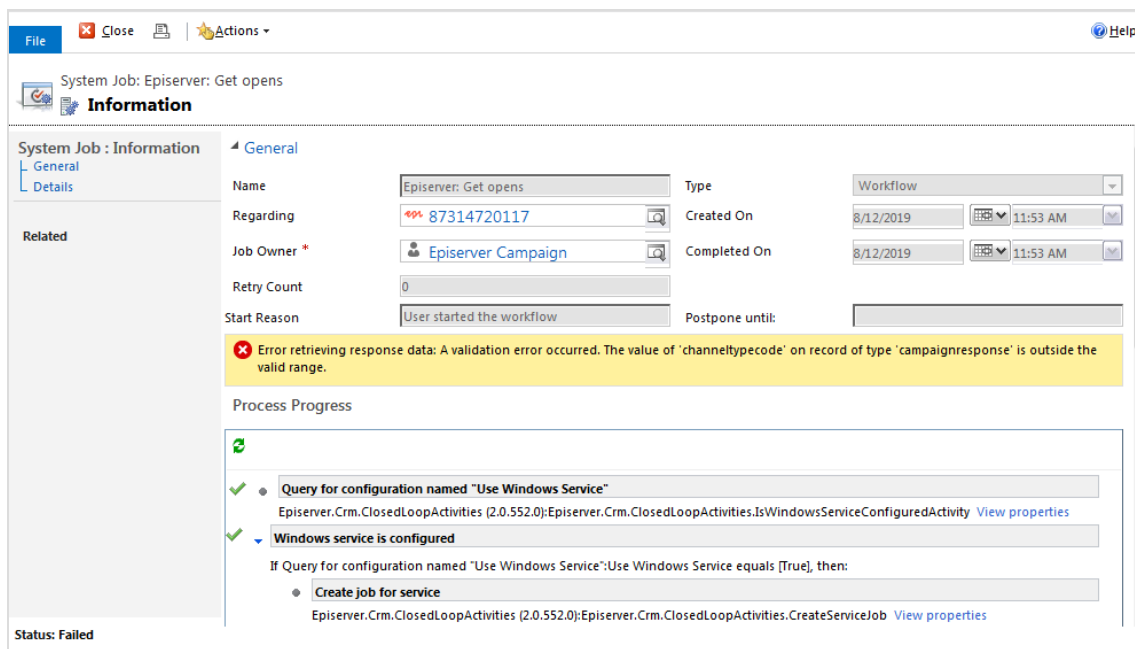 File Close Actions Help
System Job: Episerver: Get opens
Information
System Job : Information
General
Details
Related
General
Name Episerver: Get opens Type Workflow
Regarding 87314720117 Created On 8/12/2019 11:53 AM
Job Owner * Episerver Campaign Completed On 8/12/2019 11:53 AM
Retry Count 0
Start Reason User started the workflow Postpone until:
Error retrieving response data: A validation error occurred. The value of 'channeltypecode' on record of type 'campaignresponse' is outside the
valid range.
Process Progress
Query for configuration named "Use Windows Service"
Episerver.Crm.ClosedLoopActivities (2.0.552.0):Episerver.Crm.ClosedLoopActivities.IsWindowsServiceConfiguredActivity View properties
Windows service is configured
If Query for configuration named "Use Windows Service":Use Windows Service equals [True], then:
Create job for service
Episerver.Crm.ClosedLoopActivities (2.0.552.0):Episerver.Crm.ClosedLoopActivities.CreateServiceJob View properties
Status: Failed